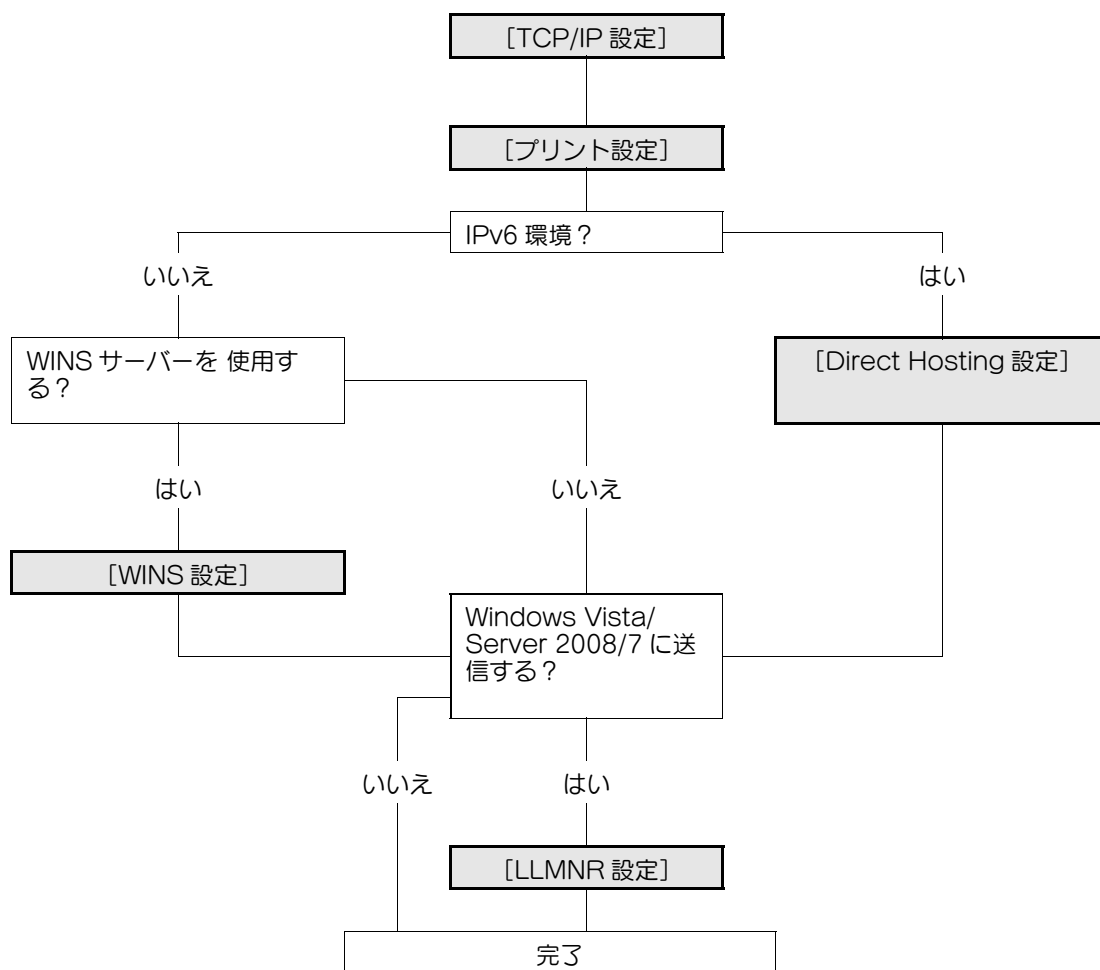 [TCP/IP 設定]
[プリント設定]
IPv6 環境？
いいえ
はい
WINS サーバーを 使用す
る？
[Direct Hosting 設定]
はい
いいえ
[WINS 設定]
Windows Vista/
Server 2008/7 に送
信する？
いいえ
はい
[LLMNR 設定]
完了